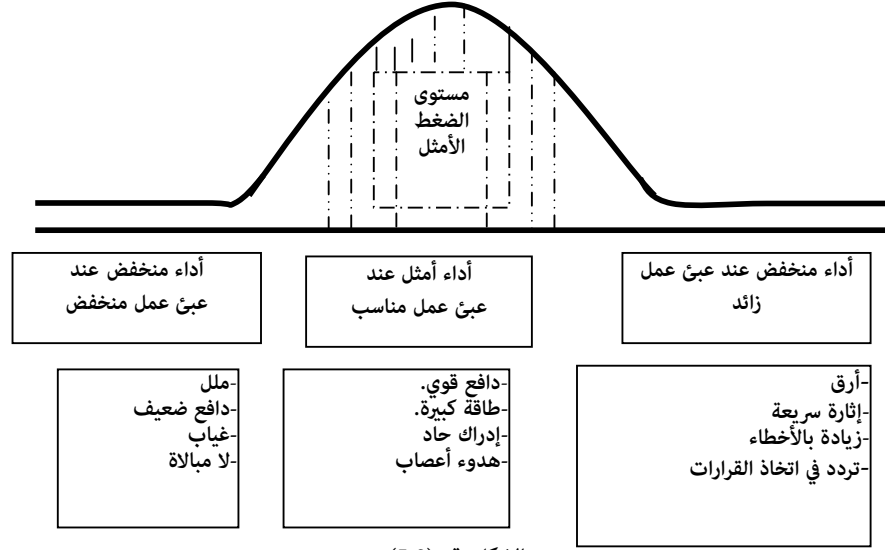 مستوى
الضغط
الأمثل
أداء منخفض عند عبئ عمل
زائد
أداء أمثل عند
عبئ عمل مناسب
أداء منخفض عند
عبئ عمل منخفض
-أرق
-إثارة سريعة
-زيادة بالأخطاء
-تردد في اتخاذ القرارات
-دافع قوي.
-طاقة كبيرة.
-إدراك حاد
-هدوء أعصاب
-ملل
-دافع ضعيف
-غياب
-لا مبالاة